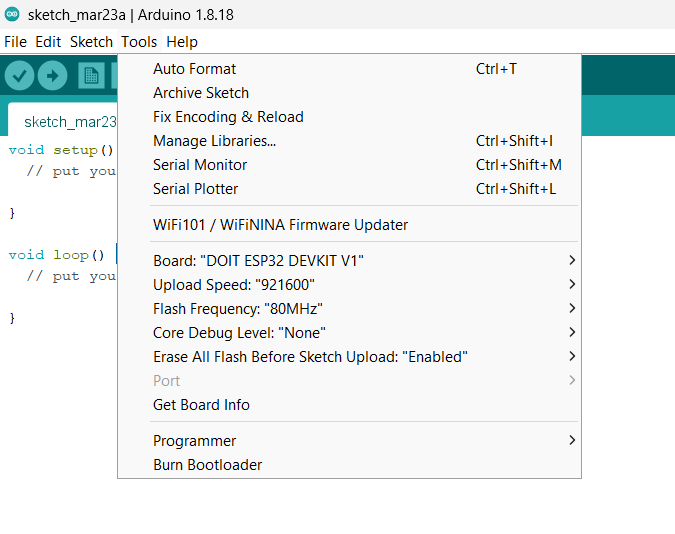 sketch_mar23a | Arduino 1.8.18
File Edit Sketch Tools Help
Auto Format Ctrl+T
Archive Sketch
Fix Encoding & Reload
Manage Libraries... Ctrl+Shift+I
Serial Monitor Ctrl+Shift+M
Serial Plotter Ctrl+Shift+L
WiFi101 / WiFiNINA Firmware Updater
Board: "DOIT ESP32 DEVKIT V1"
Upload Speed: "921600"
Flash Frequency: "80MHz"
Core Debug Level: "None"
Erase All Flash Before Sketch Upload: "Enabled"
Port
Get Board Info
Programmer
Burn Bootloader
sketch_mar23
void setup()
// put you
}
void loop()
// put you
}